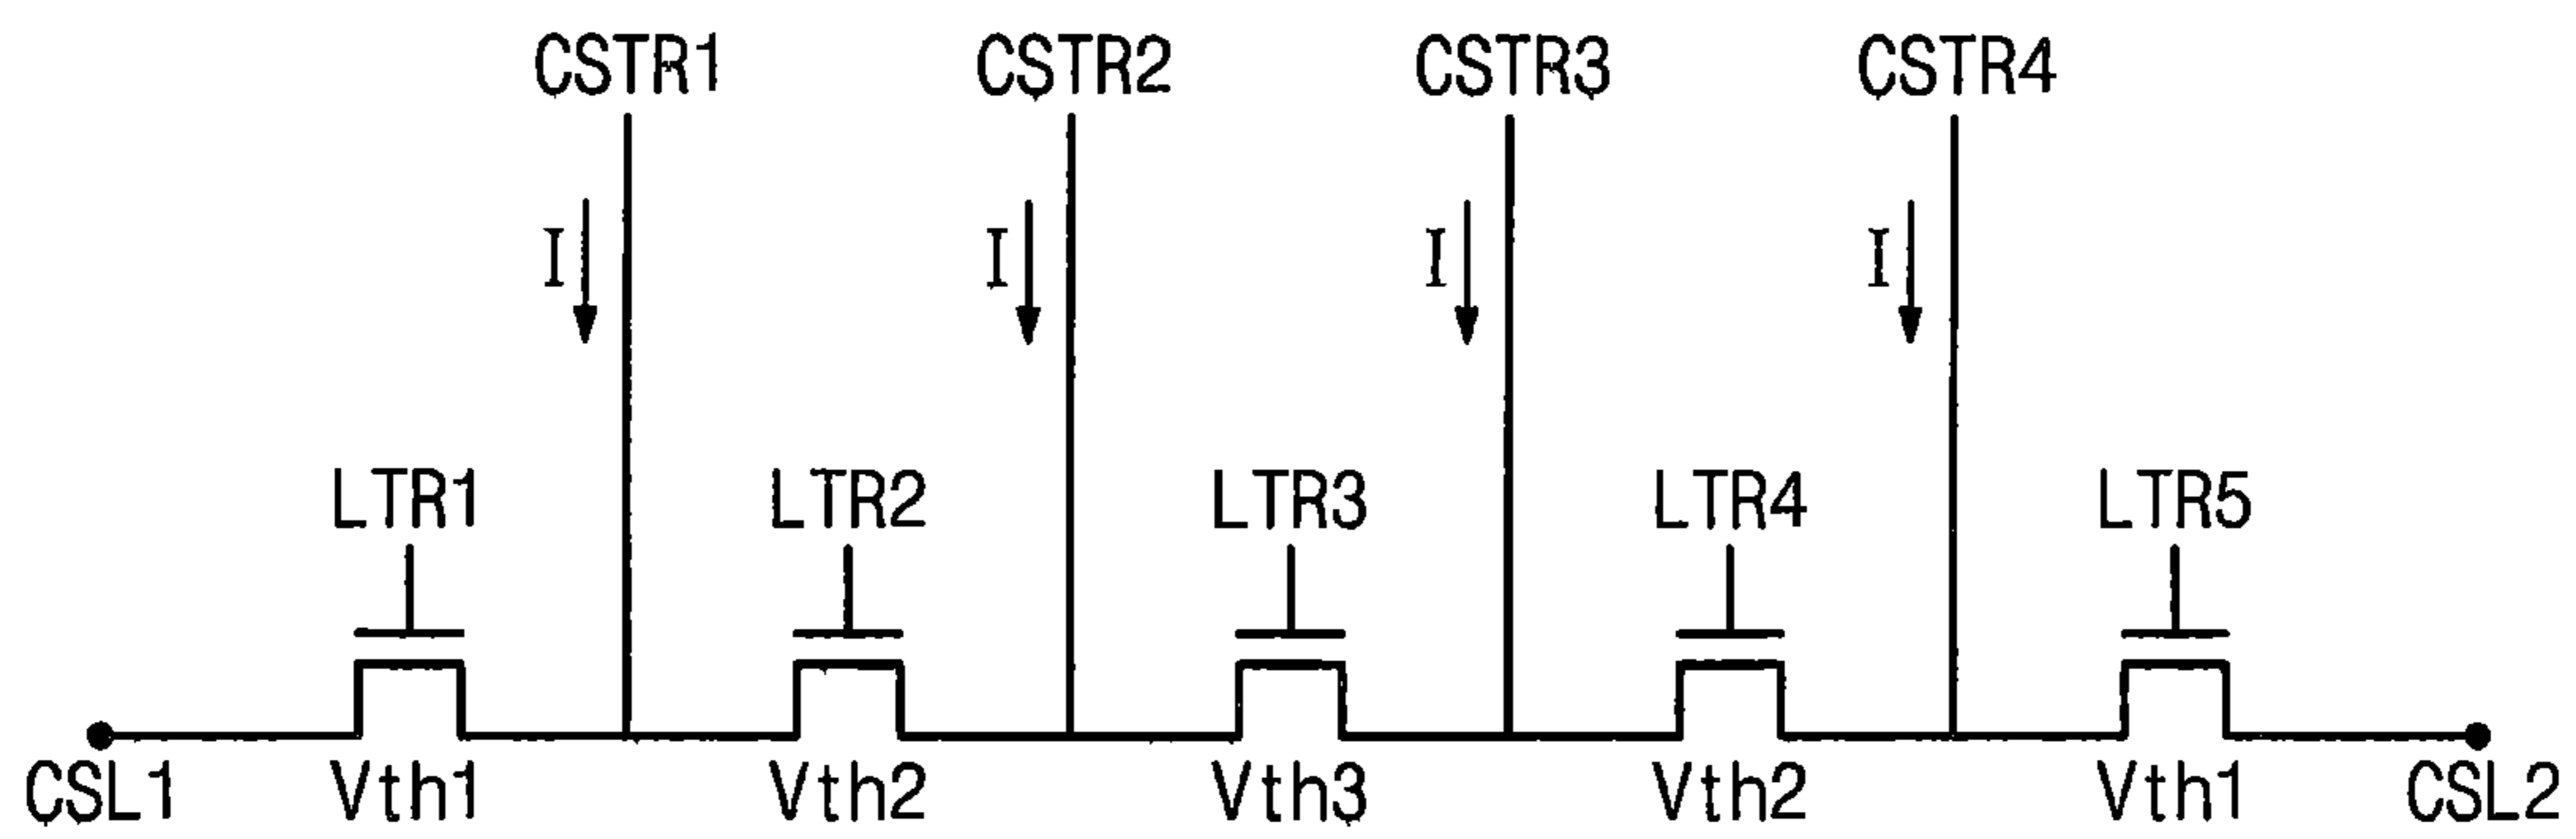 CSTR1 CSTR2 CSTR3 CSTR4
I I I I
LTR1 LTR2 LTR3 LTR4 LTR5
CSL1 Vth1 Vth2 Vth3 Vth2 Vth1 CSL2